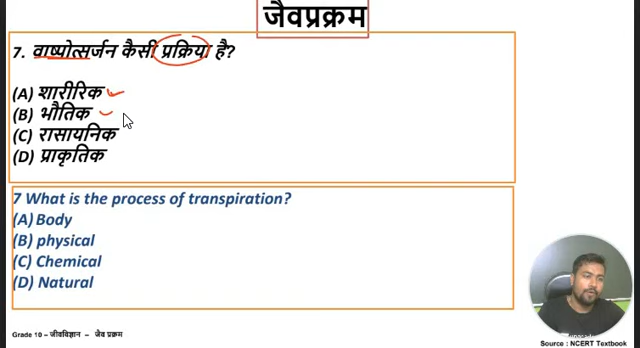 जैवप्रक्रम
7. वाष्पोत्सर्जन कैसी प्रक्रिया है?
(A) शारीरिक
(B) भौतिक
(C) रासायनिक
(D) प्राकृतिक
7 What is the process of transpiration?
(A) Body
(B) physical
(C) Chemical
(D) Natural
Grade 10 – जीवविज्ञान – जैव प्रक्रम
Source : NCERT Textbook